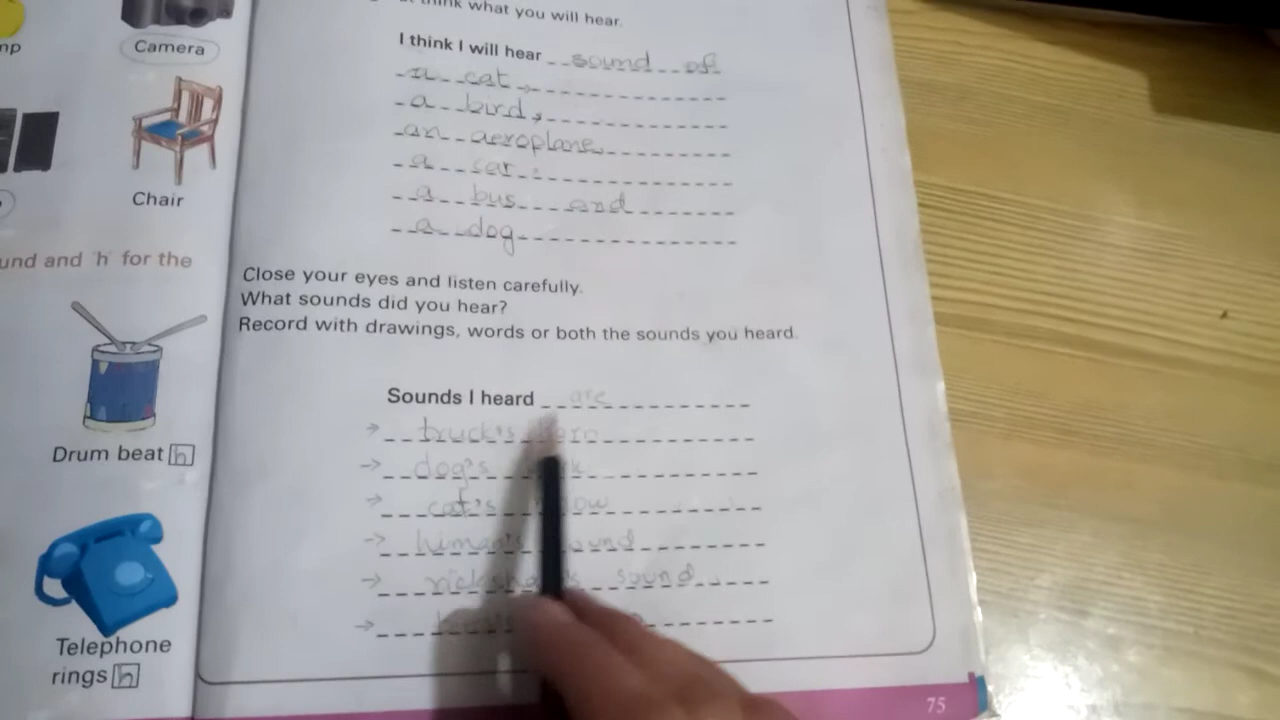 think what you will hear.
I think I will hear sound of
a cat,
a bird,
an aeroplane,
a car,
a bus and
a dog
Close your eyes and listen carefully.
What sounds did you hear?
Record with drawings, words or both the sounds you heard.
Sounds I heard are
→ truck's
→ dog's
→ cat's
→ himan's
→ sound
→
75
Camera
Chair
und and 'h' for the
Drum beat h
Telephone
rings h